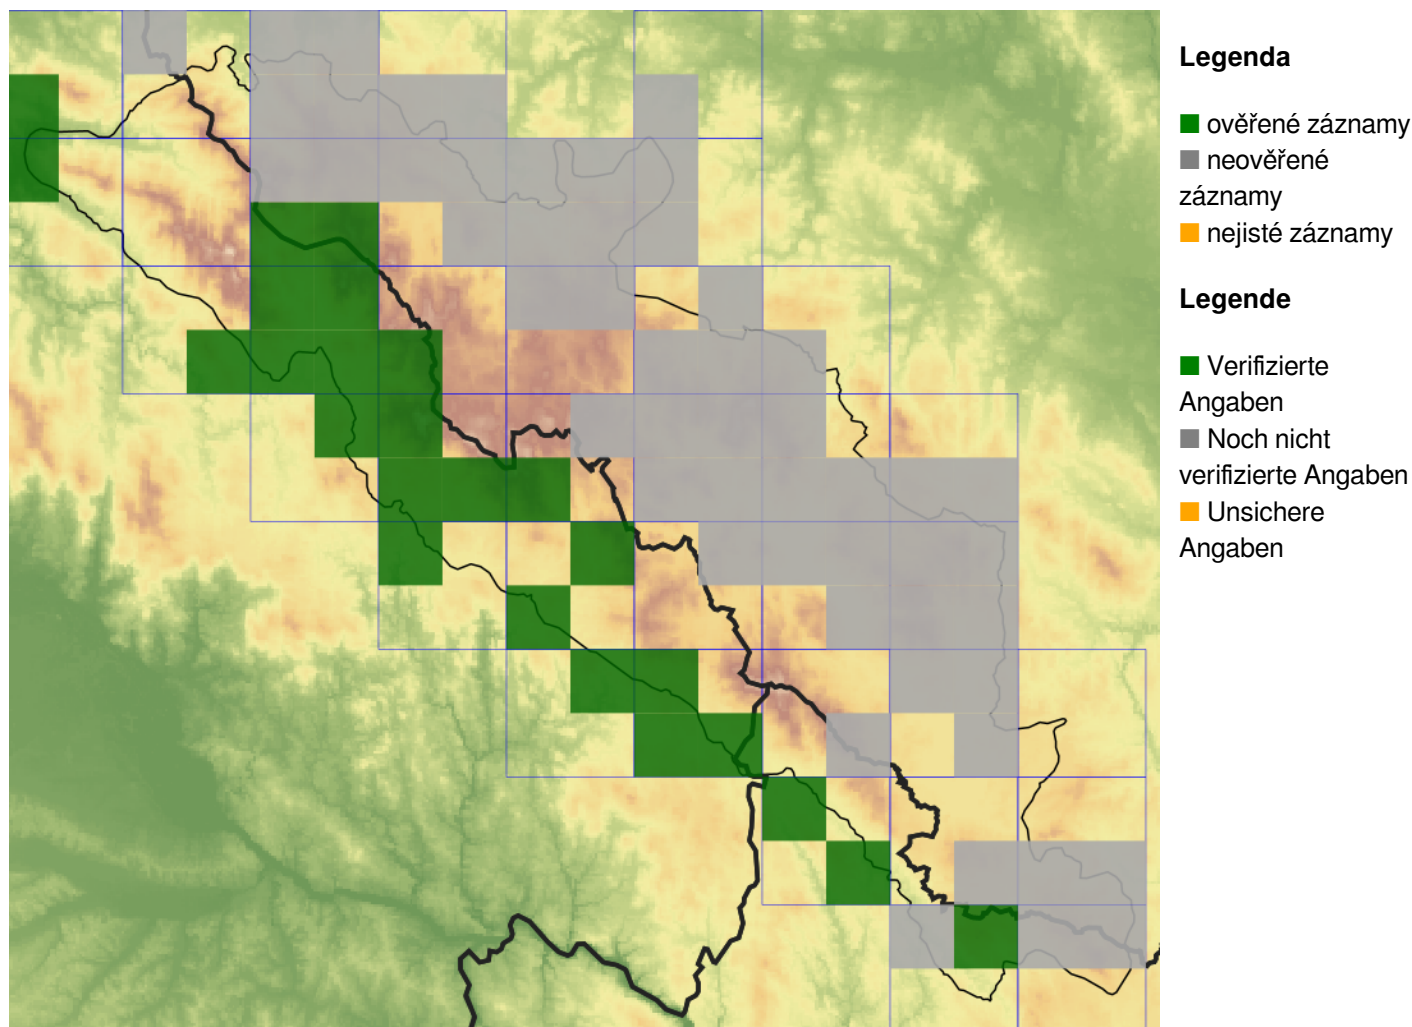 Legenda
ověřené záznamy
neověřené
záznamy
nejisté záznamy
Legende
Verifizierte
Angaben
Noch nicht
verifizierte Angaben
Unsichere
Angaben